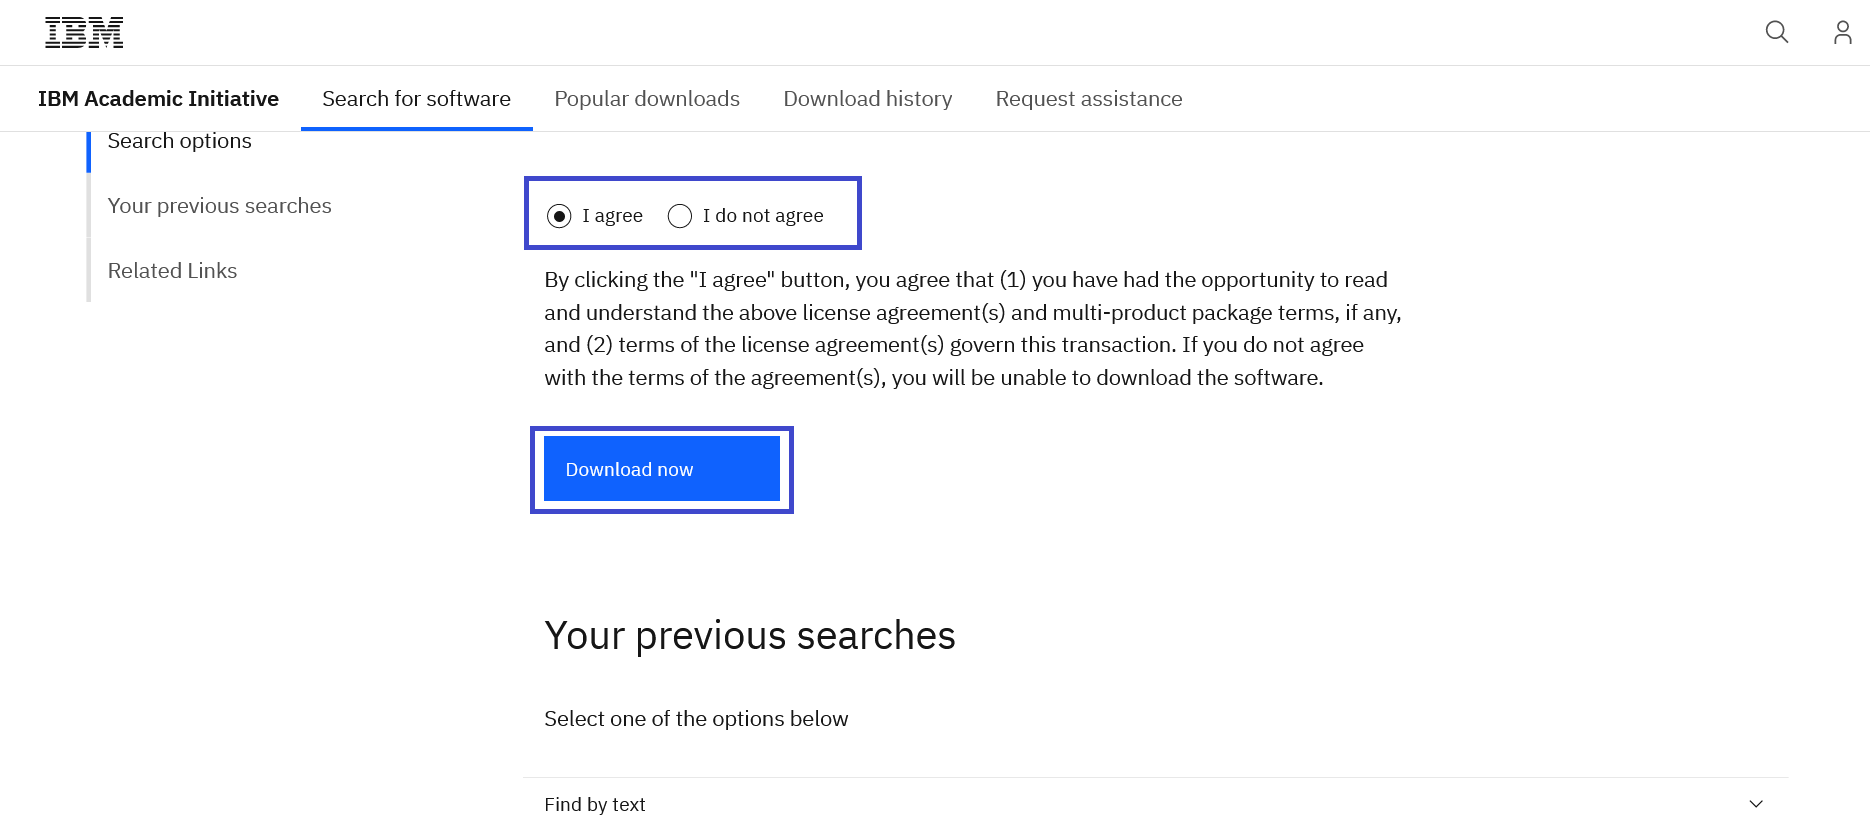 IBM
IBM Academic Initiative Search for software Popular downloads Download history Request assistance
Search options
Your previous searches
Related Links
I agree I do not agree
By clicking the "I agree" button, you agree that (1) you have had the opportunity to read
and understand the above license agreement(s) and multi-product package terms, if any,
and (2) terms of the license agreement(s) govern this transaction. If you do not agree
with the terms of the agreement(s), you will be unable to download the software.
Download now
Your previous searches
Select one of the options below
Find by text